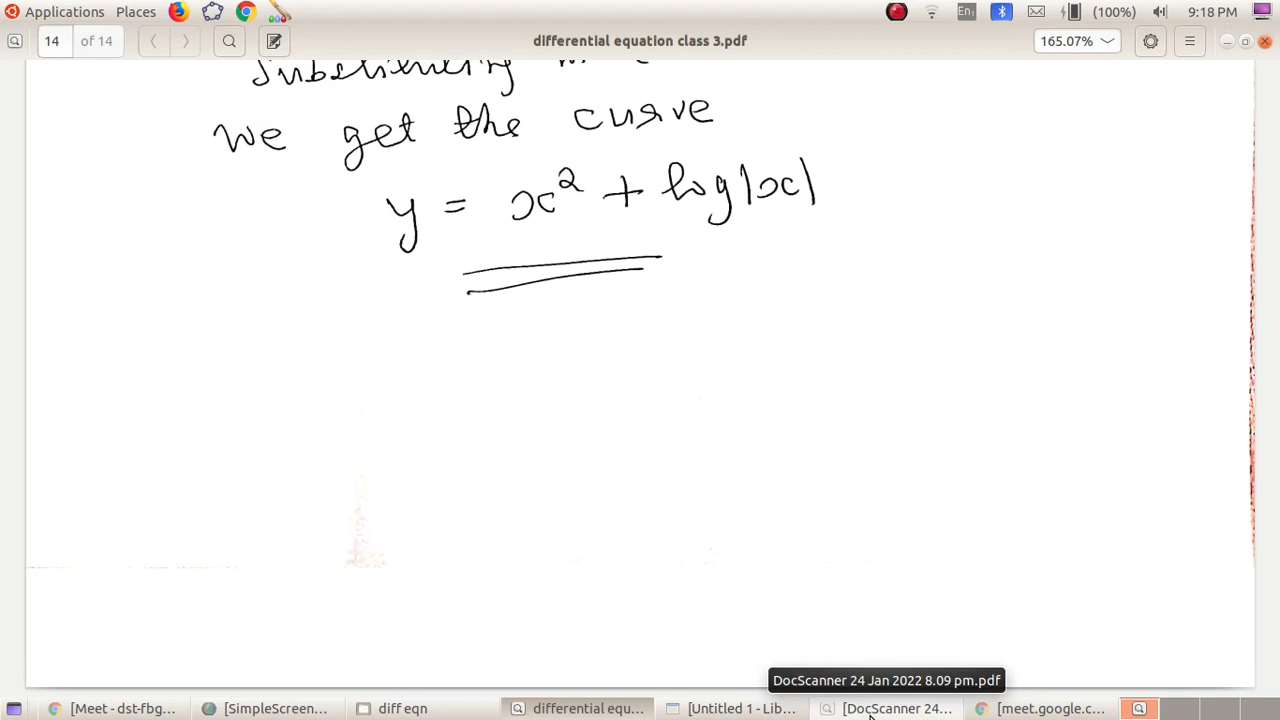 Applications Places En1 (100%) 9:18 PM
14 of 14 differential equation class 3.pdf 165.07%
Substituting
we get the curve
y = x² + log|x|
DocScanner 24 Jan 2022 8.09 pm.pdf
[Meet - dst-fbg... [SimpleScreen... diff eqn differential equ... [Untitled 1 - Lib... [DocScanner 24... [meet.google.c...